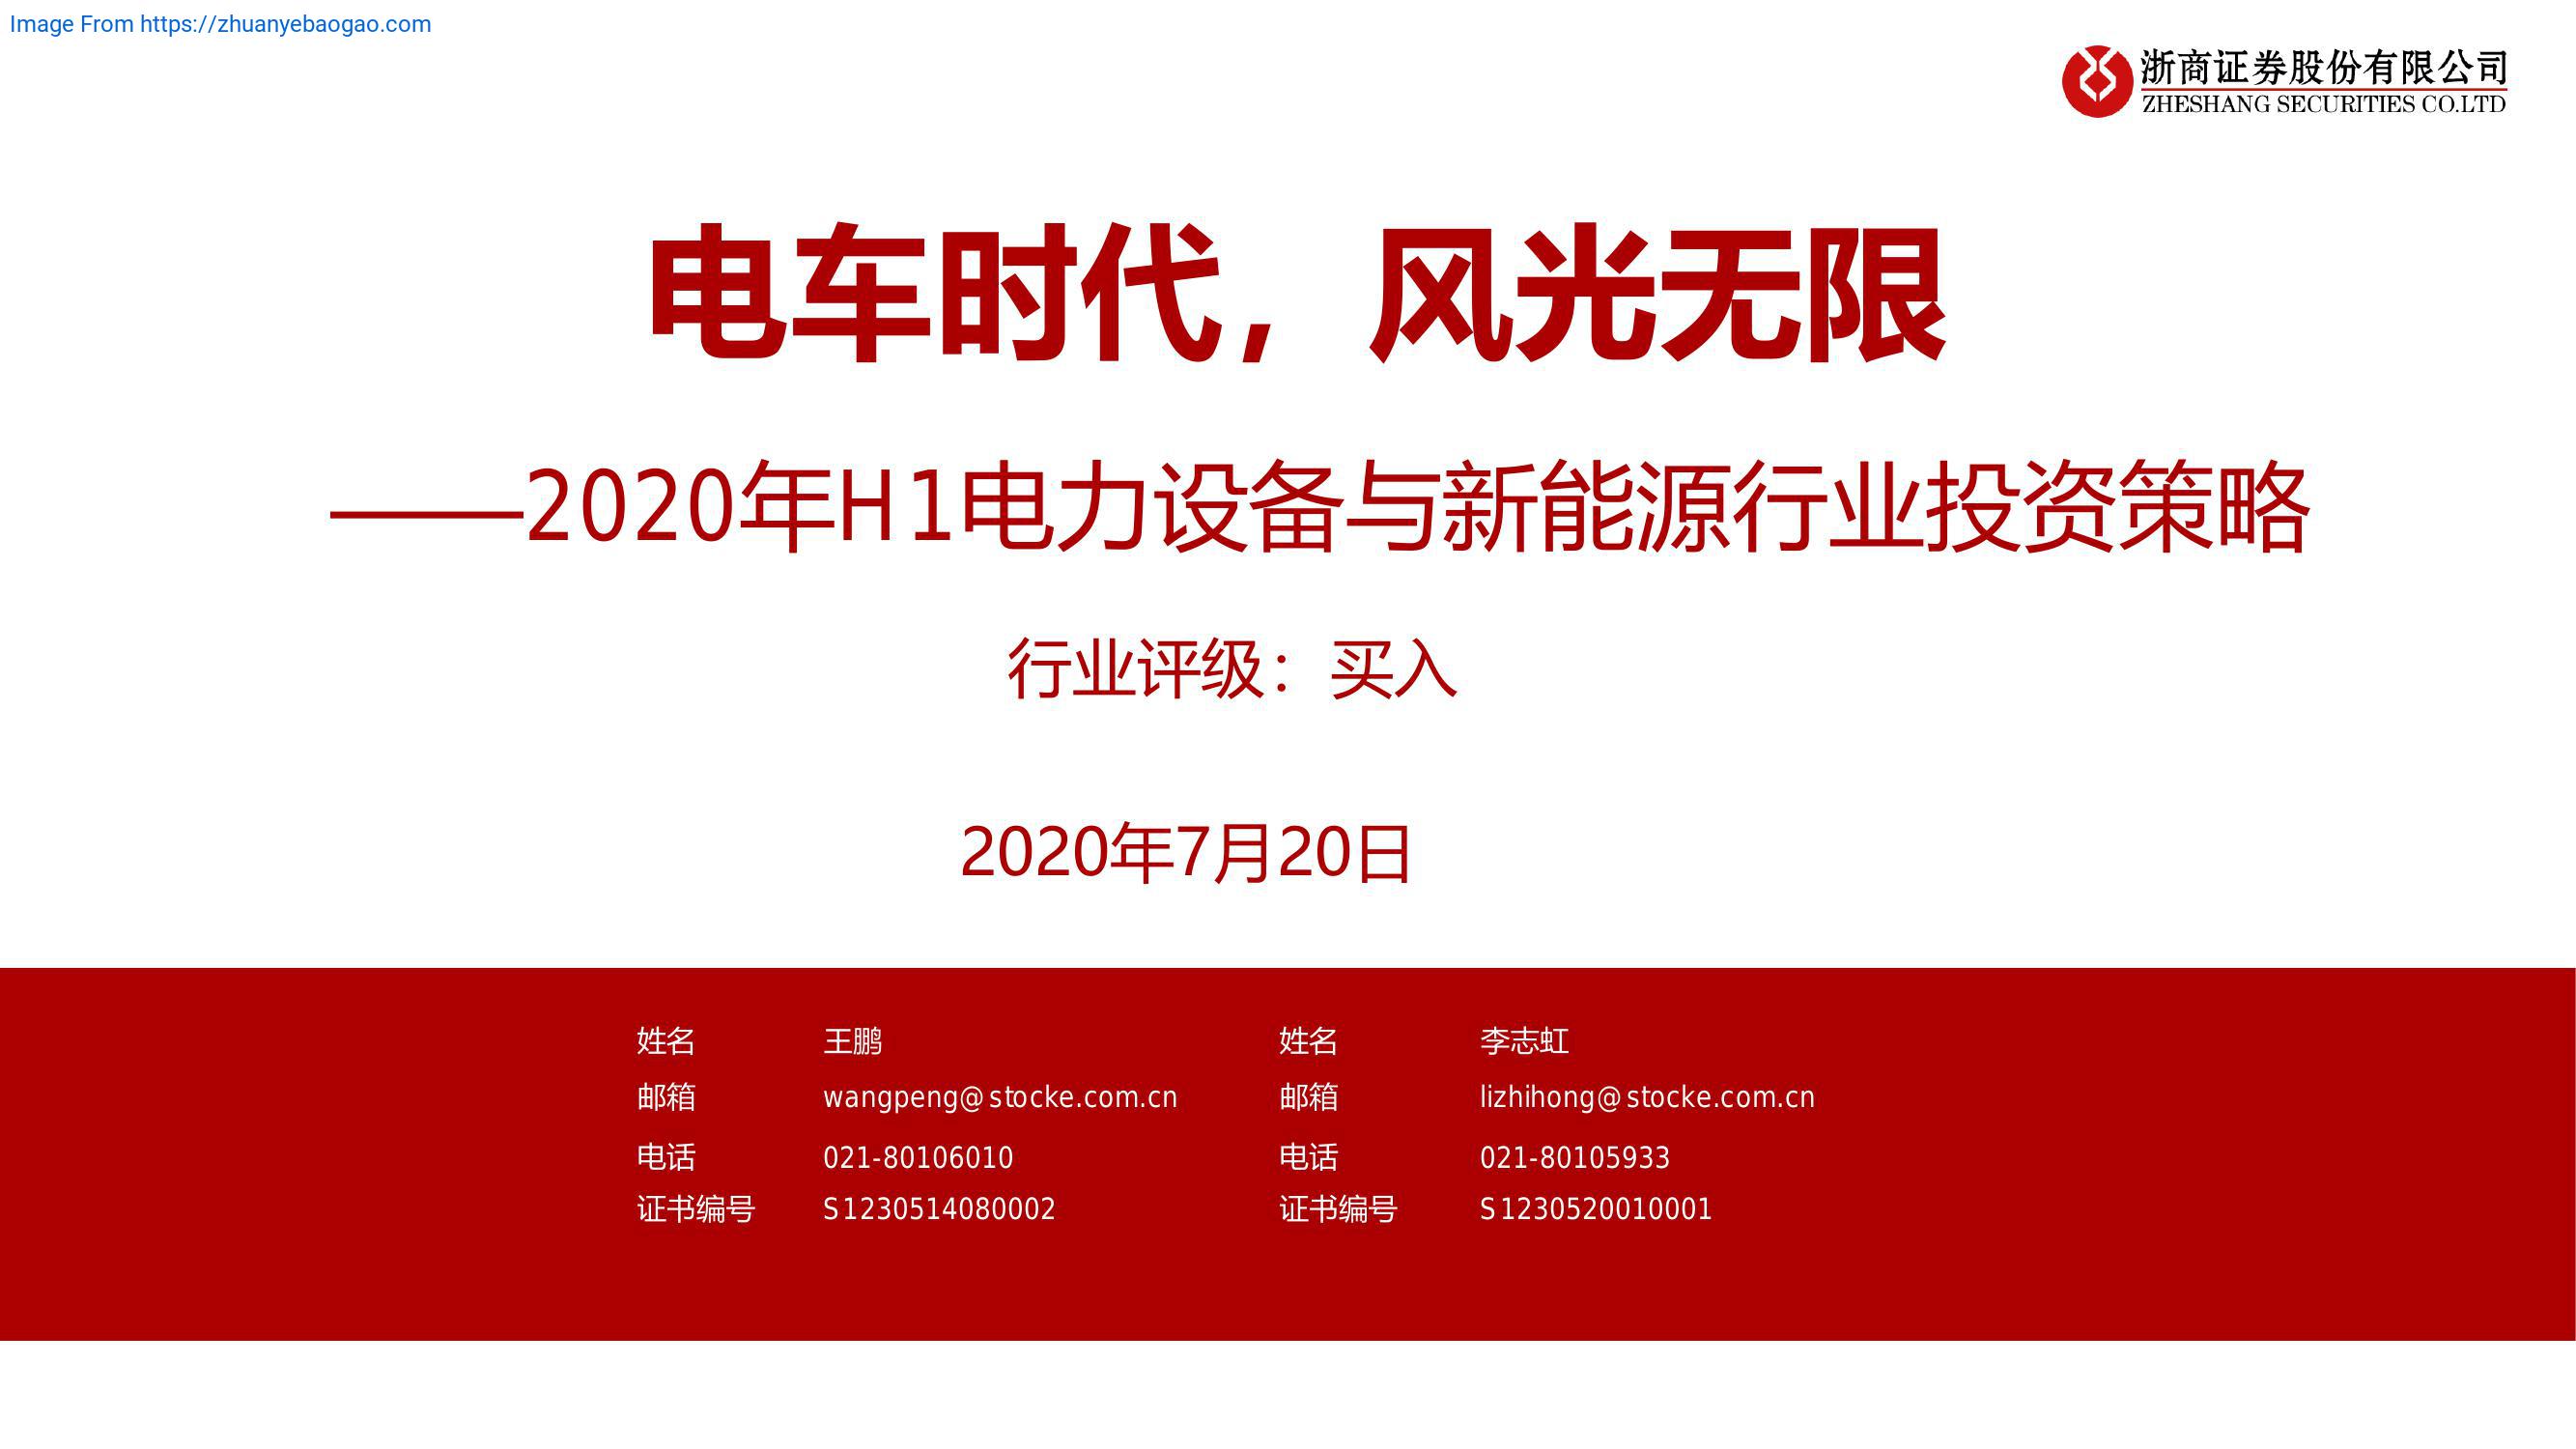 Image From https://zhuanyebaogao.com
浙商证券股份有限公司
ZHESHANG SECURITIES CO.LTD
电车时代，风光无限
——2020年H1电力设备与新能源行业投资策略
行业评级：买入
2020年7月20日
姓名 王鹏 姓名 李志虹
邮箱 wangpeng@stocke.com.cn 邮箱 lizhihong@stocke.com.cn
电话 021-80106010 电话 021-80105933
证书编号 S1230514080002 证书编号 S1230520010001